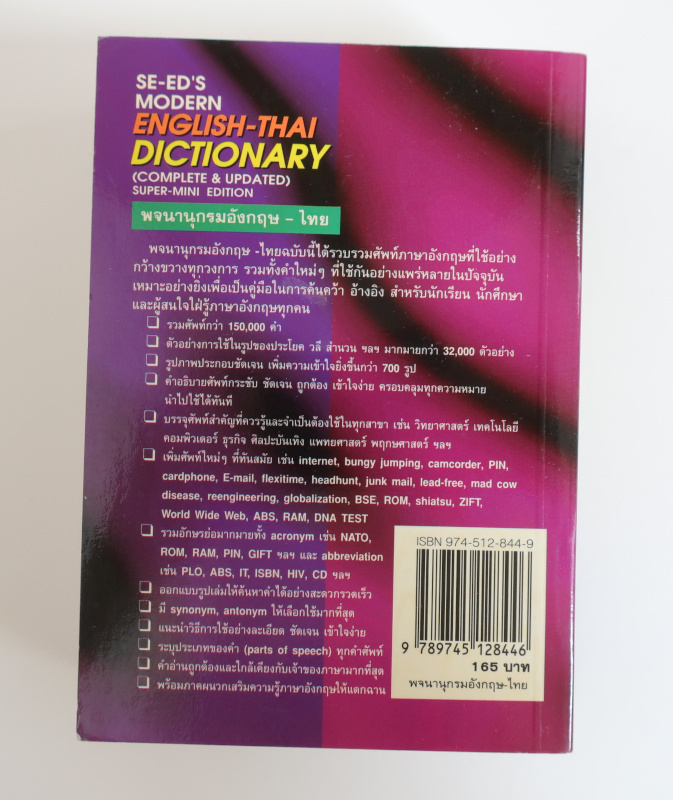 SE-ED'S
MODERN
ENGLISH-THAI
DICTIONARY
(COMPLETE & UPDATED)
SUPER-MINI EDITION
พจนานุกรมอังกฤษ – ไทย
พจนานุกรมอังกฤษ -ไทยฉบับนี้ได้รวบรวมศัพท์ภาษาอังกฤษที่ใช้อย่าง
กว้างขวางทุกวงการ รวมทั้งคำใหม่ๆ ที่ใช้กันอย่างแพร่หลายในปัจจุบัน
เหมาะอย่างยิ่งเพื่อเป็นคู่มือในการค้นคว้า อ้างอิง สำหรับนักเรียน นักศึกษา
และผู้สนใจใฝ่รู้ภาษาอังกฤษทุกคน
❑ รวมศัพท์กว่า 150,000 คำ
❑ ตัวอย่างการใช้ในรูปของประโยค วลี สำนวน ฯลฯ มากมายกว่า 32,000 ตัวอย่าง
❑ รูปภาพประกอบชัดเจน เพิ่มความเข้าใจยิ่งขึ้นกว่า 700 รูป
❑ คำอธิบายศัพท์กระชับ ชัดเจน ถูกต้อง เข้าใจง่าย ครอบคลุมทุกความหมาย
นำไปใช้ได้ทันที
❑ บรรจุศัพท์สำคัญที่ควรรู้และจำเป็นต้องใช้ในทุกสาขา เช่น วิทยาศาสตร์ เทคโนโลยี
คอมพิวเตอร์ ธุรกิจ ศิลปะบันเทิง แพทยศาสตร์ พฤกษศาสตร์ ฯลฯ
❑ เพิ่มศัพท์ใหม่ๆ ที่ทันสมัย เช่น internet, bungy jumping, camcorder, PIN,
cardphone, E-mail, flexitime, headhunt, junk mail, lead-free, mad cow
disease, reengineering, globalization, BSE, ROM, shiatsu, ZIFT,
World Wide Web, ABS, RAM, DNA TEST
❑ รวมอักษรย่อมากมายทั้ง acronym เช่น NATO,
ROM, RAM, PIN, GIFT ฯลฯ และ abbreviation
เช่น PLO, ABS, IT, ISBN, HIV, CD ฯลฯ
❑ ออกแบบรูปเล่มให้ค้นหาคำได้อย่างสะดวกรวดเร็ว
❑ มี synonym, antonym ให้เลือกใช้มากที่สุด
❑ แนะนำวิธีการใช้อย่างละเอียด ชัดเจน เข้าใจง่าย
❑ ระบุประเภทของคำ (parts of speech) ทุกคำศัพท์
❑ คำอ่านถูกต้องและใกล้เคียงกับเจ้าของภาษามากที่สุด
❑ พร้อมภาคผนวกเสริมความรู้ภาษาอังกฤษให้แตกฉาน
ISBN 974-512-844-9
9 789745 128446
165 บาท
พจนานุกรมอังกฤษ-ไทย